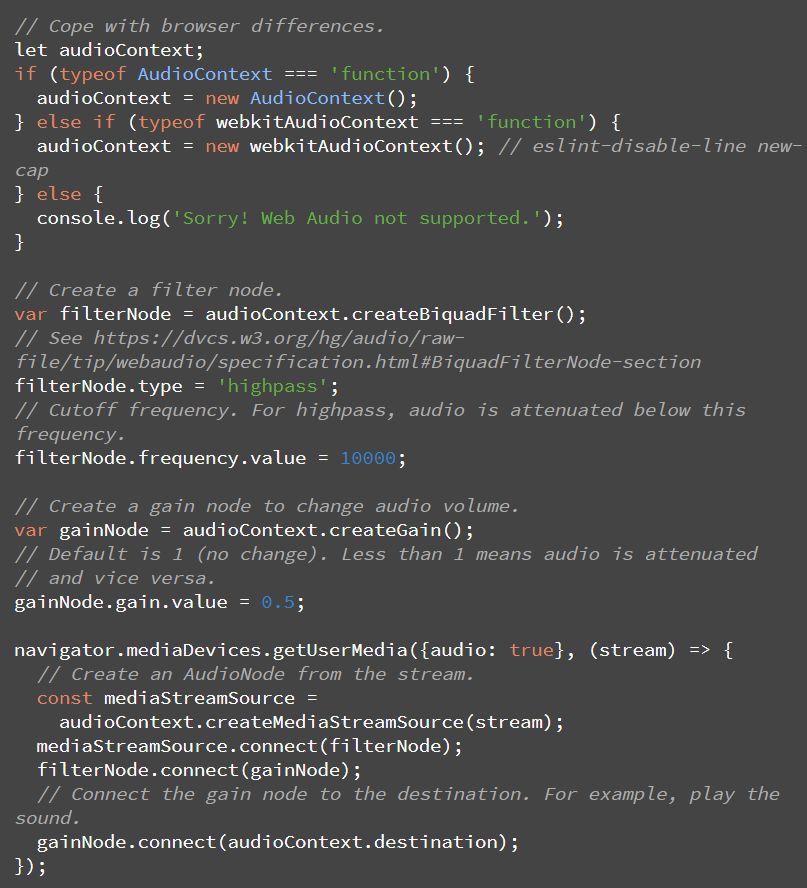 // Cope with browser differences.
let audioContext;
if (typeof AudioContext === 'function') {
  audioContext = new AudioContext();
} else if (typeof webkitAudioContext === 'function') {
  audioContext = new webkitAudioContext(); // eslint-disable-line new-
cap
} else {
  console.log('Sorry! Web Audio not supported.');
}

// Create a filter node.
var filterNode = audioContext.createBiquadFilter();
// See https://dvcs.w3.org/hg/audio/raw-
file/tip/webaudio/specification.html#BiquadFilterNode-section
filterNode.type = 'highpass';
// Cutoff frequency. For highpass, audio is attenuated below this
frequency.
filterNode.frequency.value = 10000;

// Create a gain node to change audio volume.
var gainNode = audioContext.createGain();
// Default is 1 (no change). Less than 1 means audio is attenuated
// and vice versa.
gainNode.gain.value = 0.5;

navigator.mediaDevices.getUserMedia({audio: true}, (stream) => {
  // Create an AudioNode from the stream.
  const mediaStreamSource =
    audioContext.createMediaStreamSource(stream);
  mediaStreamSource.connect(filterNode);
  filterNode.connect(gainNode);
  // Connect the gain node to the destination. For example, play the
sound.
  gainNode.connect(audioContext.destination);
});